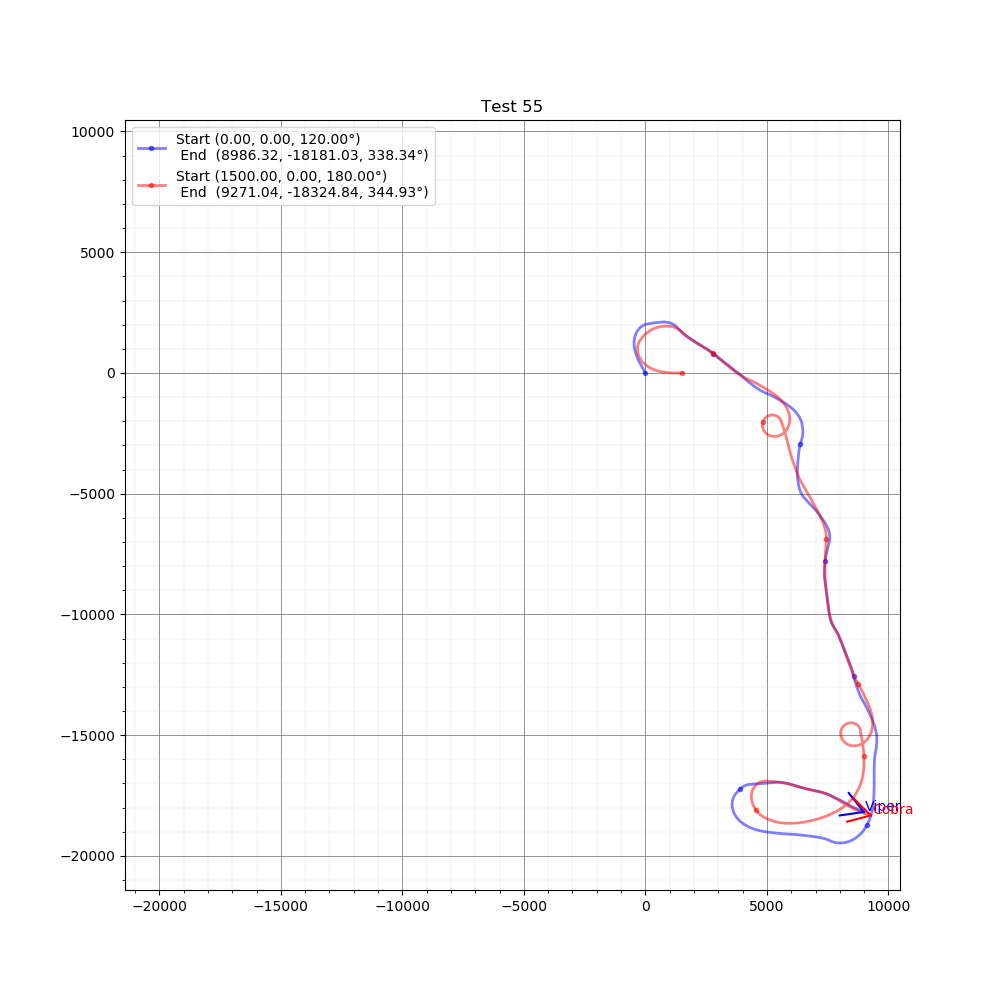 Test 55
Start (0.00, 0.00, 120.00°)
End (8986.32, -18181.03, 338.34°)
Start (1500.00, 0.00, 180.00°)
End (9271.04, -18324.84, 344.93°)
10000
5000
0
−5000
−10000
−15000
−20000
Viper
Cobra
−20000 −15000 −10000 −5000 0 5000 10000